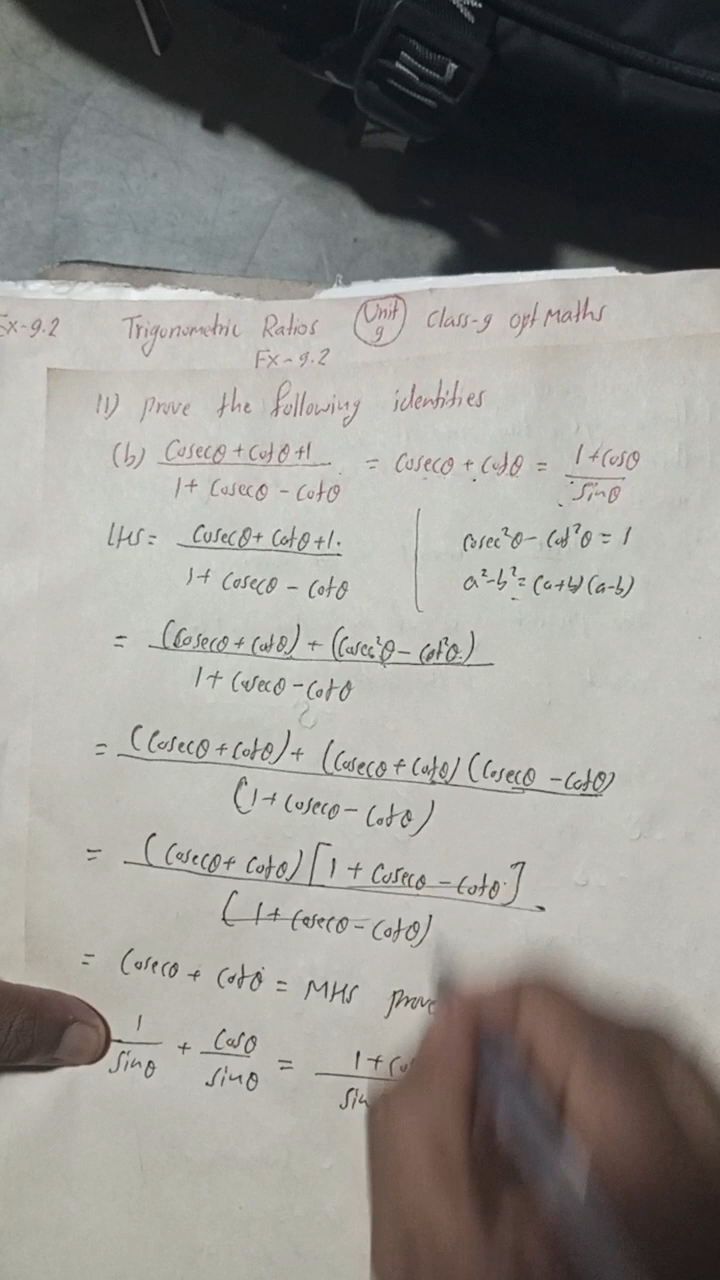 Ex-9.2 Trigonometric Ratios Unit 9 Class-9 Opt Maths
Ex-9.2
11) prove the following identities
(b) Cosecθ + Cotθ +1 / 1 + Cosecθ - Cotθ = Cosecθ + Cotθ = 1+Cosθ / Sinθ
LHS = Cosecθ + Cotθ +1. / 1 + Cosecθ - Cotθ
Cosec²θ - Cot²θ = 1
a²-b² = (a+b)(a-b)
= (Cosecθ + Cotθ) + (Cosec²θ - Cot²θ) / 1 + Cosecθ - Cotθ
= (Cosecθ + Cotθ) + (Cosecθ + Cotθ) (Cosecθ - Cotθ) / (1 + Cosecθ - Cotθ)
= (Cosecθ + Cotθ) [1 + Cosecθ - Cotθ] / (1 + Cosecθ - Cotθ)
= Cosecθ + Cotθ = MHS
1 / Sinθ + Cosθ / Sinθ =